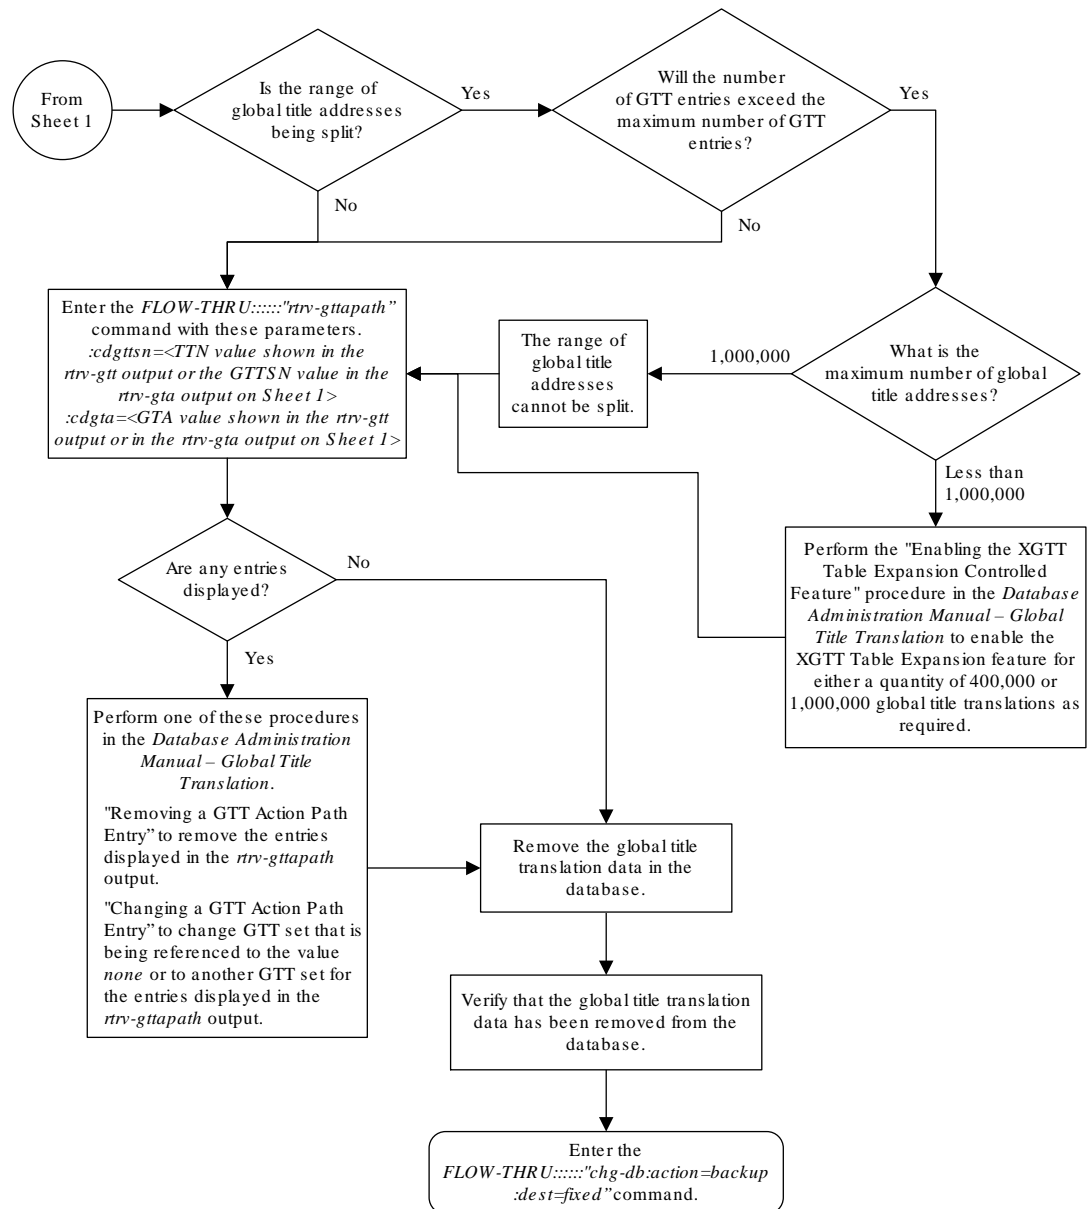 From
Sheet 1
Is the range of
global title addresses
being split?
Yes
Will the number
of GTT entries exceed the
maximum number of GTT
entries?
Yes
No
No
Enter the FLOW-THRU::::::"rtrv-gttapath”
command with these parameters.
:cdgttsn=<TTN value shown in the
rtrv-gtt output or the GTTSN value in the
rtrv-gta output on Sheet 1>
:cdgta=<GTA value shown in the rtrv-gtt
output or in the rtrv-gta output on Sheet 1>
The range of
global title
addresses
cannot be split.
1,000,000
What is the
maximum number of global
title addresses?
Less than
1,000,000
Perform the "Enabling the XGTT
Table Expansion Controlled
Feature" procedure in the Database
Administration Manual – Global
Title Translation to enable the
XGTT Table Expansion feature for
either a quantity of 400,000 or
1,000,000 global title translations as
required.
Are any entries
displayed?
No
Yes
Perform one of these procedures
in the Database Administration
Manual – Global Title
Translation.
"Removing a GTT Action Path
Entry” to remove the entries
displayed in the rtrv-gttapath
output.
"Changing a GTT Action Path
Entry” to change GTT set that is
being referenced to the value
none or to another GTT set for
the entries displayed in the
rtrv-gttapath output.
Remove the global title
translation data in the
database.
Verify that the global title translation
data has been removed from the
database.
Enter the
FLOW-THRU::::::"chg-db:action=backup
:dest=fixed” command.